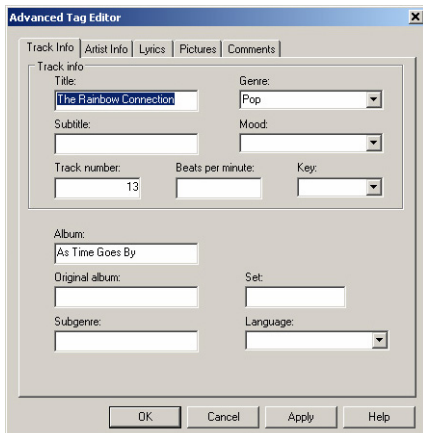 Advanced Tag Editor
Track Info Artist Info Lyrics Pictures Comments
Track info
Title: Genre:
The Rainbow Connection Pop
Subtitle: Mood:
Track number: Beats per minute: Key:
13
Album:
As Time Goes By
Original album: Set:
Subgenre: Language:
OK Cancel Apply Help